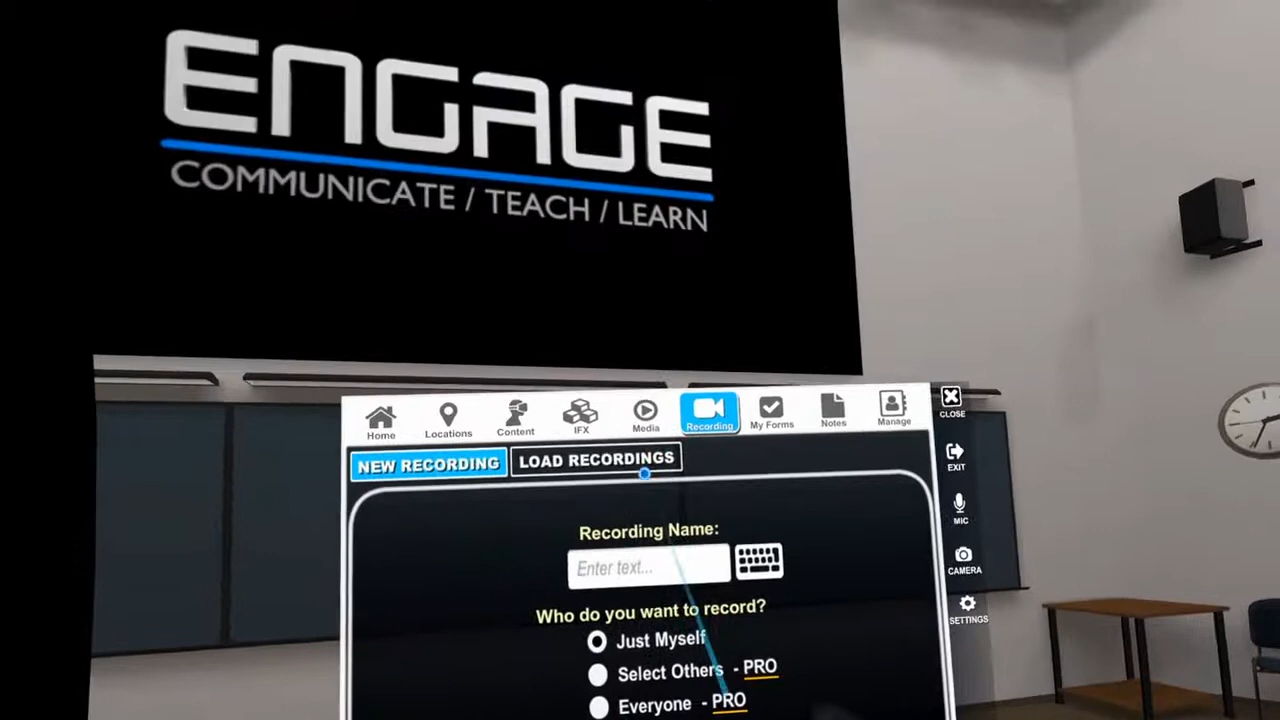 ENGAGE
COMMUNICATE / TEACH / LEARN
Home Locations Content IFX Media Recording My Forms Notes Manage
CLOSE
EXIT
MIC
CAMERA
SETTINGS
NEW RECORDING LOAD RECORDINGS
Recording Name:
Enter text...
Who do you want to record?
Just Myself
Select Others - PRO
Everyone - PRO